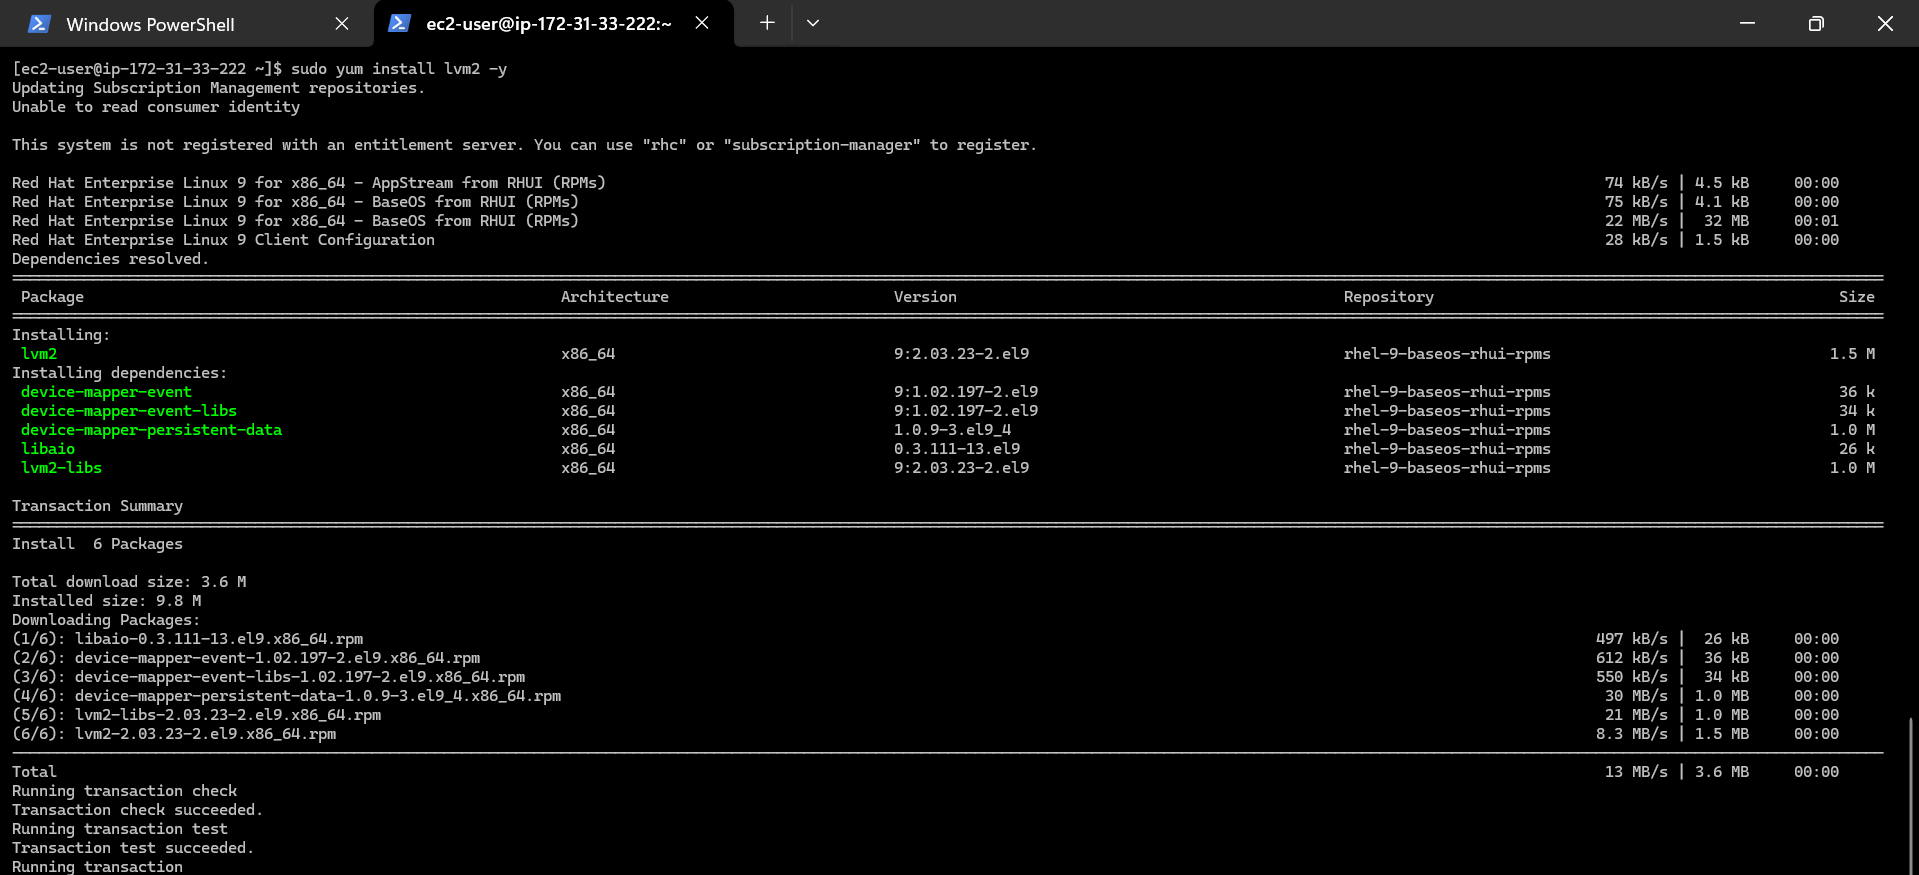 Windows PowerShell
ec2-user@ip-172-31-33-222:~
[ec2-user@ip-172-31-33-222 ~]$ sudo yum install lvm2 -y
Updating Subscription Management repositories.
Unable to read consumer identity
This system is not registered with an entitlement server. You can use "rhc" or "subscription-manager" to register.
Red Hat Enterprise Linux 9 for x86_64 - AppStream from RHUI (RPMs) 74 kB/s | 4.5 kB 00:00
Red Hat Enterprise Linux 9 for x86_64 - BaseOS from RHUI (RPMs) 75 kB/s | 4.1 kB 00:00
Red Hat Enterprise Linux 9 for x86_64 - BaseOS from RHUI (RPMs) 22 MB/s | 32 MB 00:01
Red Hat Enterprise Linux 9 Client Configuration 28 kB/s | 1.5 kB 00:00
Dependencies resolved.
Package Architecture Version Repository Size
Installing:
lvm2 x86_64 9:2.03.23-2.el9 rhel-9-baseos-rhui-rpms 1.5 M
Installing dependencies:
device-mapper-event x86_64 9:1.02.197-2.el9 rhel-9-baseos-rhui-rpms 36 k
device-mapper-event-libs x86_64 9:1.02.197-2.el9 rhel-9-baseos-rhui-rpms 34 k
device-mapper-persistent-data x86_64 1.0.9-3.el9_4 rhel-9-baseos-rhui-rpms 1.0 M
libaio x86_64 0.3.111-13.el9 rhel-9-baseos-rhui-rpms 26 k
lvm2-libs x86_64 9:2.03.23-2.el9 rhel-9-baseos-rhui-rpms 1.0 M
Transaction Summary
Install 6 Packages
Total download size: 3.6 M
Installed size: 9.8 M
Downloading Packages:
(1/6): libaio-0.3.111-13.el9.x86_64.rpm 497 kB/s | 26 kB 00:00
(2/6): device-mapper-event-1.02.197-2.el9.x86_64.rpm 612 kB/s | 36 kB 00:00
(3/6): device-mapper-event-libs-1.02.197-2.el9.x86_64.rpm 550 kB/s | 34 kB 00:00
(4/6): device-mapper-persistent-data-1.0.9-3.el9_4.x86_64.rpm 30 MB/s | 1.0 MB 00:00
(5/6): lvm2-libs-2.03.23-2.el9.x86_64.rpm 21 MB/s | 1.0 MB 00:00
(6/6): lvm2-2.03.23-2.el9.x86_64.rpm 8.3 MB/s | 1.5 MB 00:00
Total 13 MB/s | 3.6 MB 00:00
Running transaction check
Transaction check succeeded.
Running transaction test
Transaction test succeeded.
Running transaction